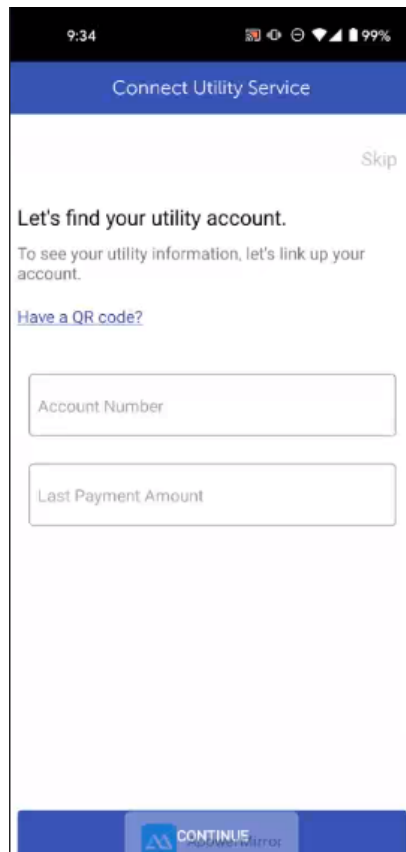 9:34
99%
Connect Utility Service
Skip
Let's find your utility account.
To see your utility information, let's link up your
account.
Have a QR code?
Account Number
Last Payment Amount
CONTINUE
ApowerMirror